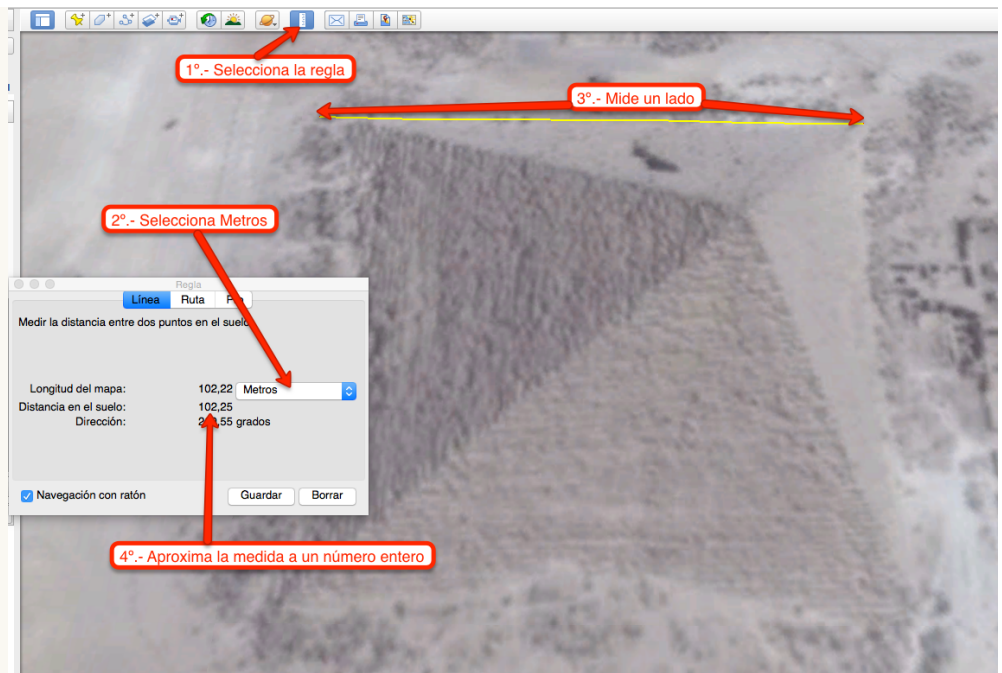 1º.- Selecciona la regla
3º.- Mide un lado
2º.- Selecciona Metros
Regla
Línea Ruta
Medir la distancia entre dos puntos en el suelo
Longitud del mapa: 102,22 Metros
Distancia en el suelo: 102,25
Dirección: grados
Navegación con ratón Guardar Borrar
4º.- Aproxima la medida a un número entero